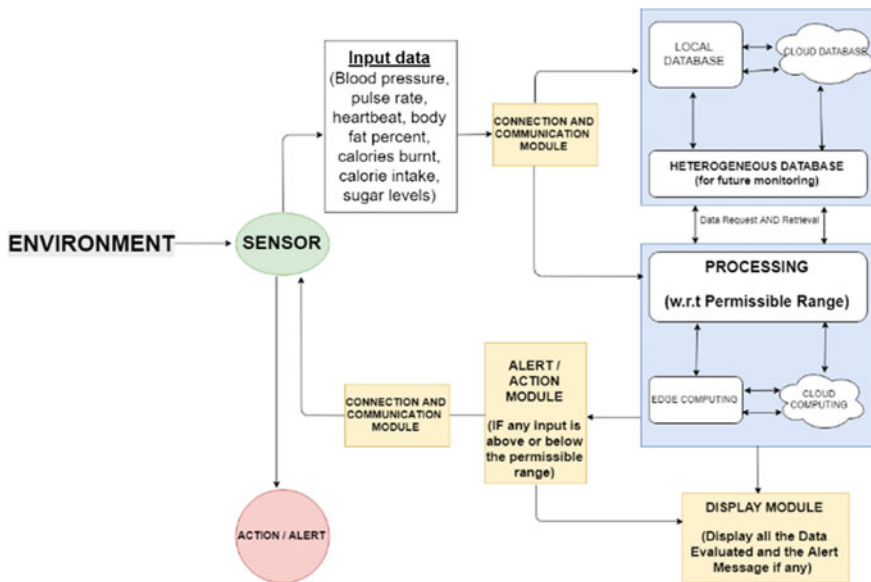 Input data
(Blood pressure,
pulse rate,
heartbeat, body
fat percent,
calories burnt,
calorie intake,
sugar levels)
CONNECTION AND
COMMUNICATION
MODULE
LOCAL
DATABASE
CLOUD DATABASE
HETEROGENEOUS DATABASE
(for future monitoring)
Data Request AND Retrieval
ENVIRONMENT
SENSOR
PROCESSING
(w.r.t Permissible Range)
EDGE COMPUTING
CLOUD
COMPUTING
ALERT /
ACTION
MODULE
(IF any input is
above or below
the permissible
range)
CONNECTION AND
COMMUNICATION
MODULE
ACTION / ALERT
DISPLAY MODULE
(Display all the Data
Evaluated and the Alert
Message if any)